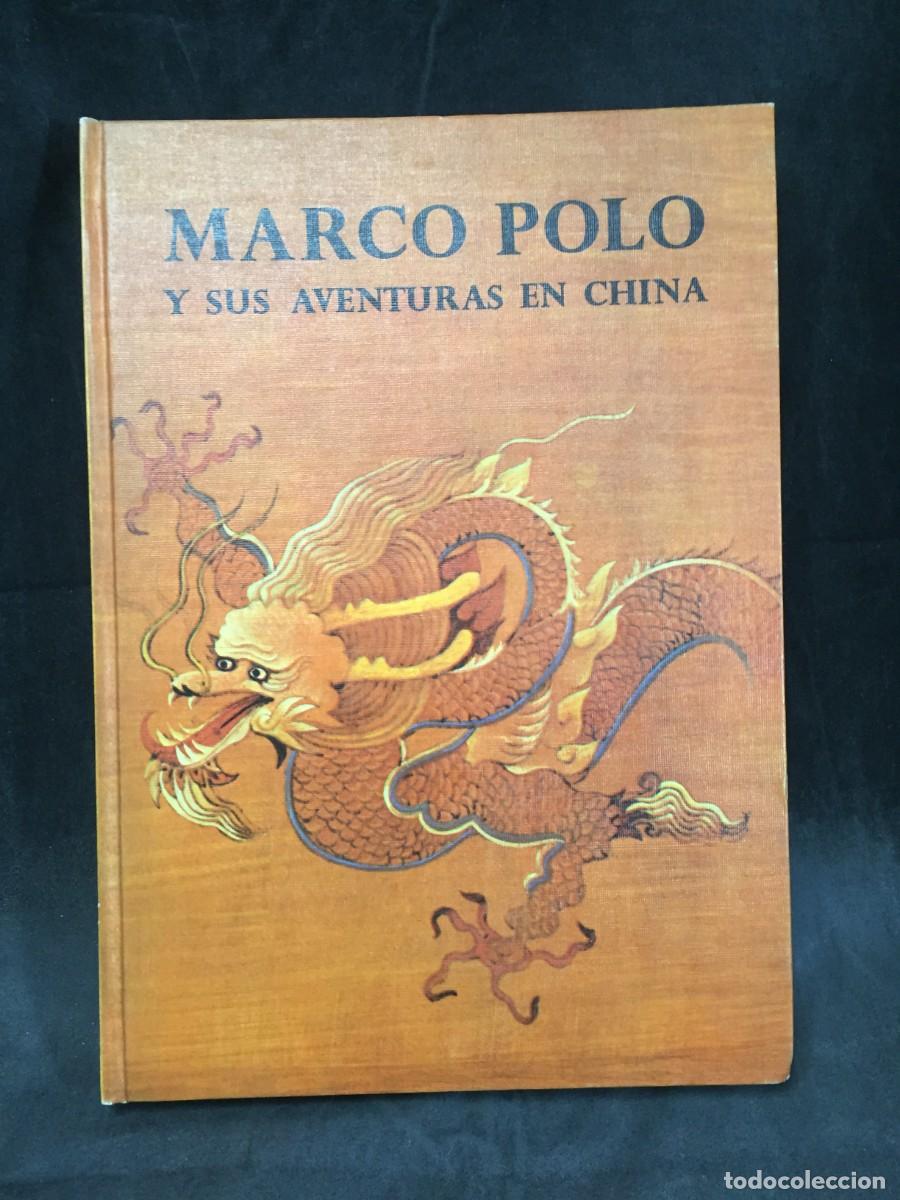 MARCO POLO
Y SUS AVENTURAS EN CHINA
todocoleccion